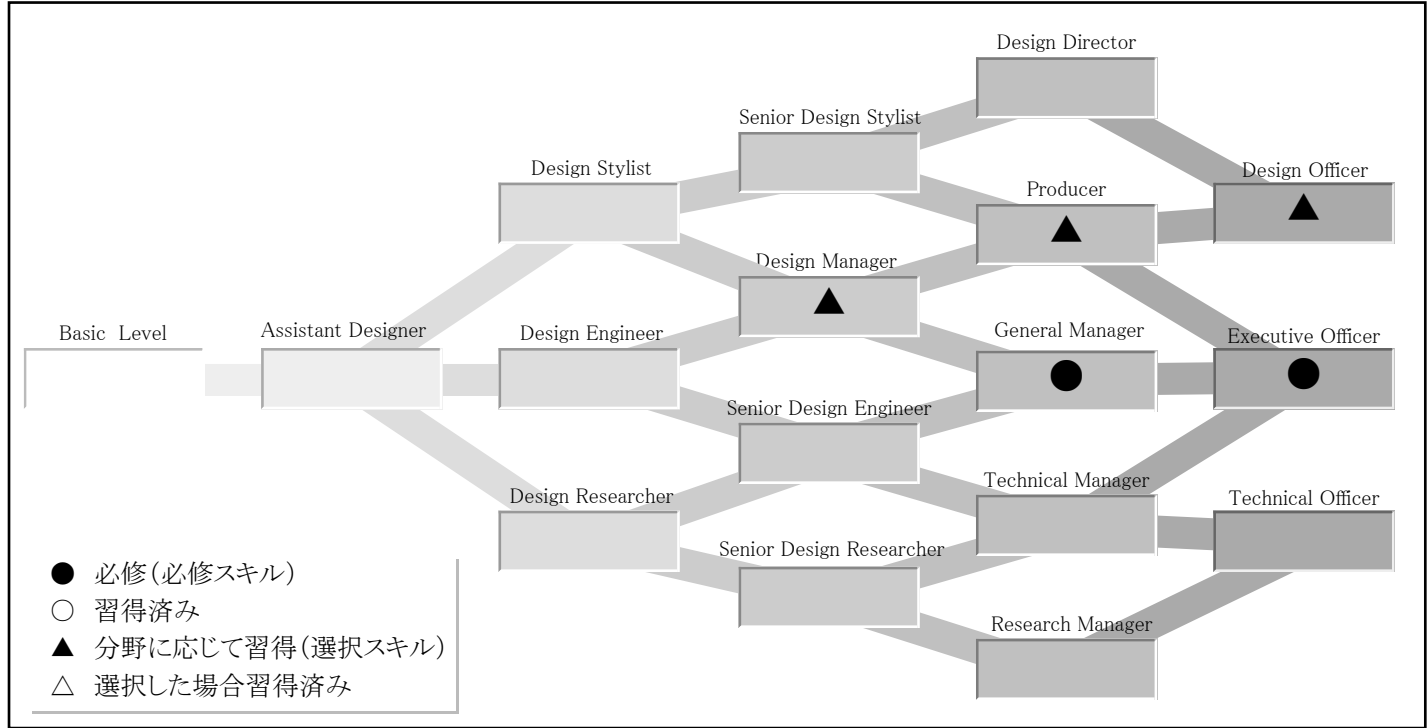 Design Director
Senior Design Stylist
Design Stylist
Design Officer
Producer
▲
▲
Design Manager
▲
Basic Level
Assistant Designer
Design Engineer
General Manager
Executive Officer
●
●
Senior Design Engineer
Technical Manager
Design Researcher
Technical Officer
Senior Design Researcher
Research Manager
● 必修(必修スキル)
○ 習得済み
▲ 分野に応じて習得(選択スキル)
△ 選択した場合習得済み